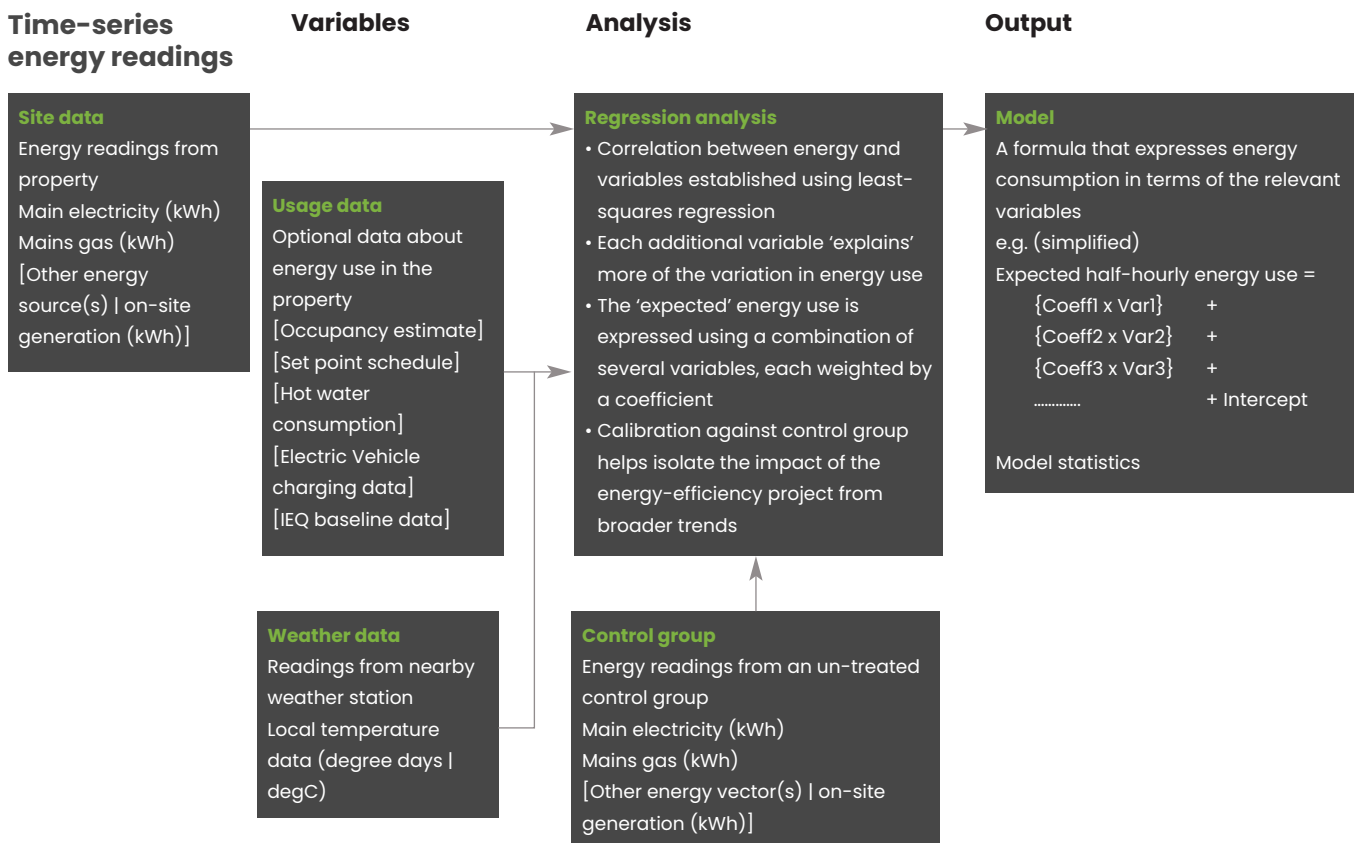 Time-series
energy readings
Variables
Analysis
Output
Site data
Energy readings from
property
Main electricity (kWh)
Mains gas (kWh)
[Other energy
source(s) | on-site
generation (kWh)]
Usage data
Optional data about
energy use in the
property
[Occupancy estimate]
[Set point schedule]
[Hot water
consumption]
[Electric Vehicle
charging data]
[IEQ baseline data]
Weather data
Readings from nearby
weather station
Local temperature
data (degree days |
degC)
Regression analysis
• Correlation between energy and
variables established using least-
squares regression
• Each additional variable ‘explains’
more of the variation in energy use
• The ‘expected’ energy use is
expressed using a combination of
several variables, each weighted by
a coefficient
• Calibration against control group
helps isolate the impact of the
energy-efficiency project from
broader trends
Control group
Energy readings from an un-treated
control group
Main electricity (kWh)
Mains gas (kWh)
[Other energy vector(s) | on-site
generation (kWh)]
Model
A formula that expresses energy
consumption in terms of the relevant
variables
e.g. (simplified)
Expected half-hourly energy use =
{Coeff1 x Var1} +
{Coeff2 x Var2} +
{Coeff3 x Var3} +
............. + Intercept
Model statistics